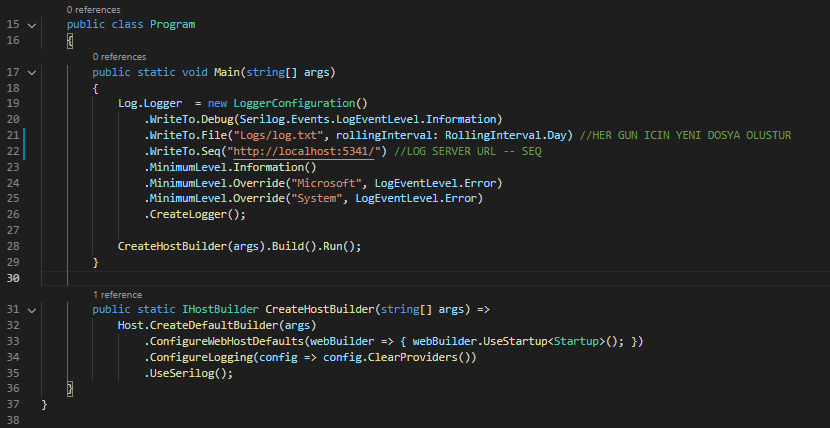 0 references
15 public class Program
16 {
0 references
17 public static void Main(string[] args)
18 {
19 Log.Logger  = new LoggerConfiguration()
20 .WriteTo.Debug(Serilog.Events.LogEventLevel.Information)
21 .WriteTo.File("Logs/log.txt", rollingInterval: RollingInterval.Day) //HER GUN ICIN YENI DOSYA OLUSTUR
22 .WriteTo.Seq("http://localhost:5341/") //LOG SERVER URL -- SEQ
23 .MinimumLevel.Information()
24 .MinimumLevel.Override("Microsoft", LogEventLevel.Error)
25 .MinimumLevel.Override("System", LogEventLevel.Error)
26 .CreateLogger();
27
28 CreateHostBuilder(args).Build().Run();
29 }
30
1 reference
31 public static IHostBuilder CreateHostBuilder(string[] args) =>
32 Host.CreateDefaultBuilder(args)
33 .ConfigureWebHostDefaults(webBuilder => { webBuilder.UseStartup<Startup>(); })
34 .ConfigureLogging(config => config.ClearProviders())
35 .UseSerilog();
36 }
37 }
38